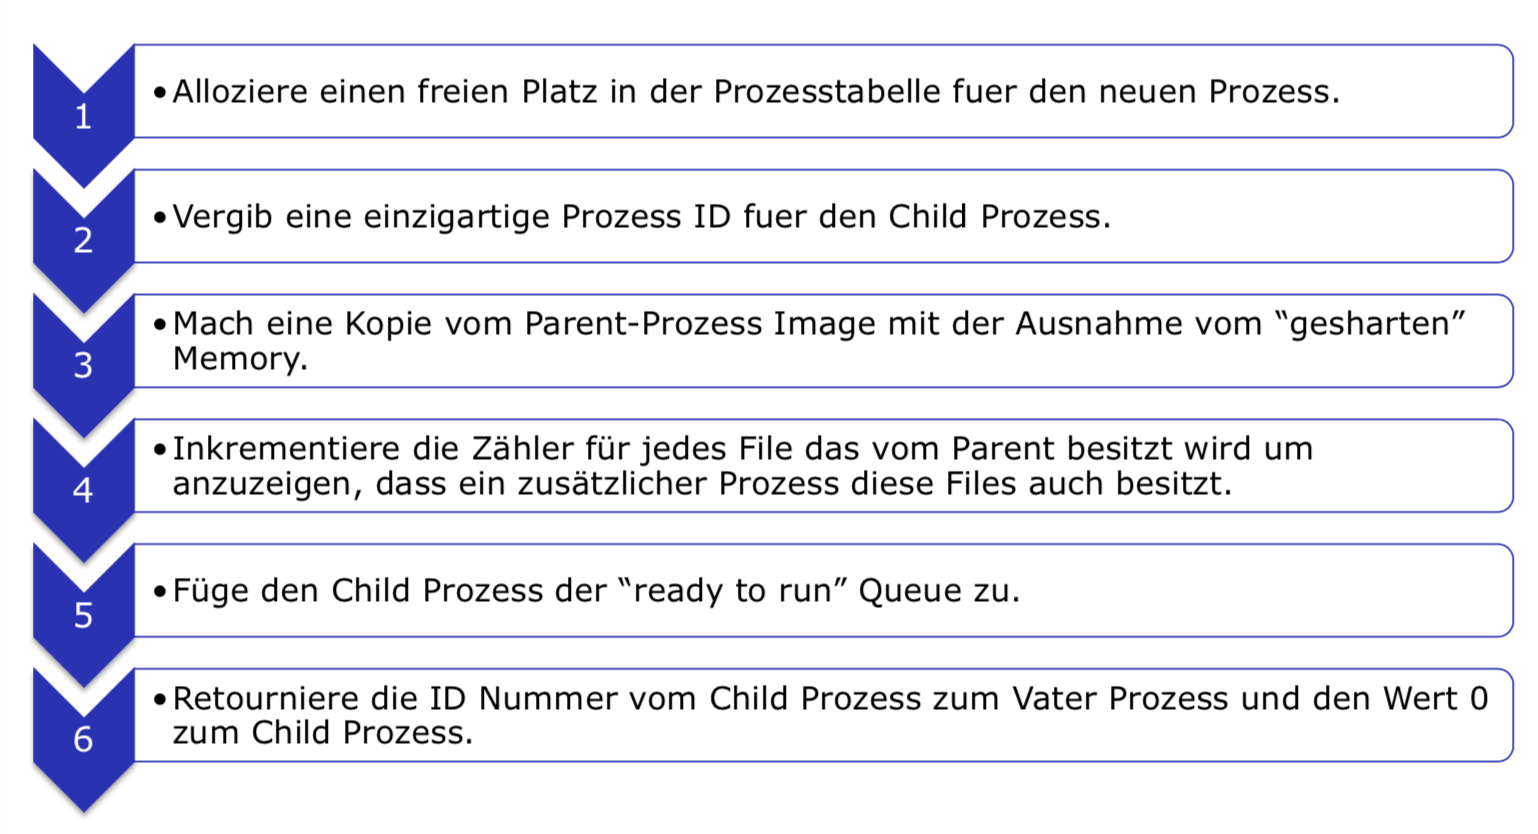 1
•Alloziere einen freien Platz in der Prozesstabelle fuer den neuen Prozess.
2
•Vergib eine einzigartige Prozess ID fuer den Child Prozess.
3
•Mach eine Kopie vom Parent-Prozess Image mit der Ausnahme vom “gesharten”
Memory.
4
•Inkrementiere die Zähler für jedes File das vom Parent besitzt wird um
anzuzeigen, dass ein zusätzlicher Prozess diese Files auch besitzt.
5
•Füge den Child Prozess der “ready to run” Queue zu.
6
•Retourniere die ID Nummer vom Child Prozess zum Vater Prozess und den Wert 0
zum Child Prozess.